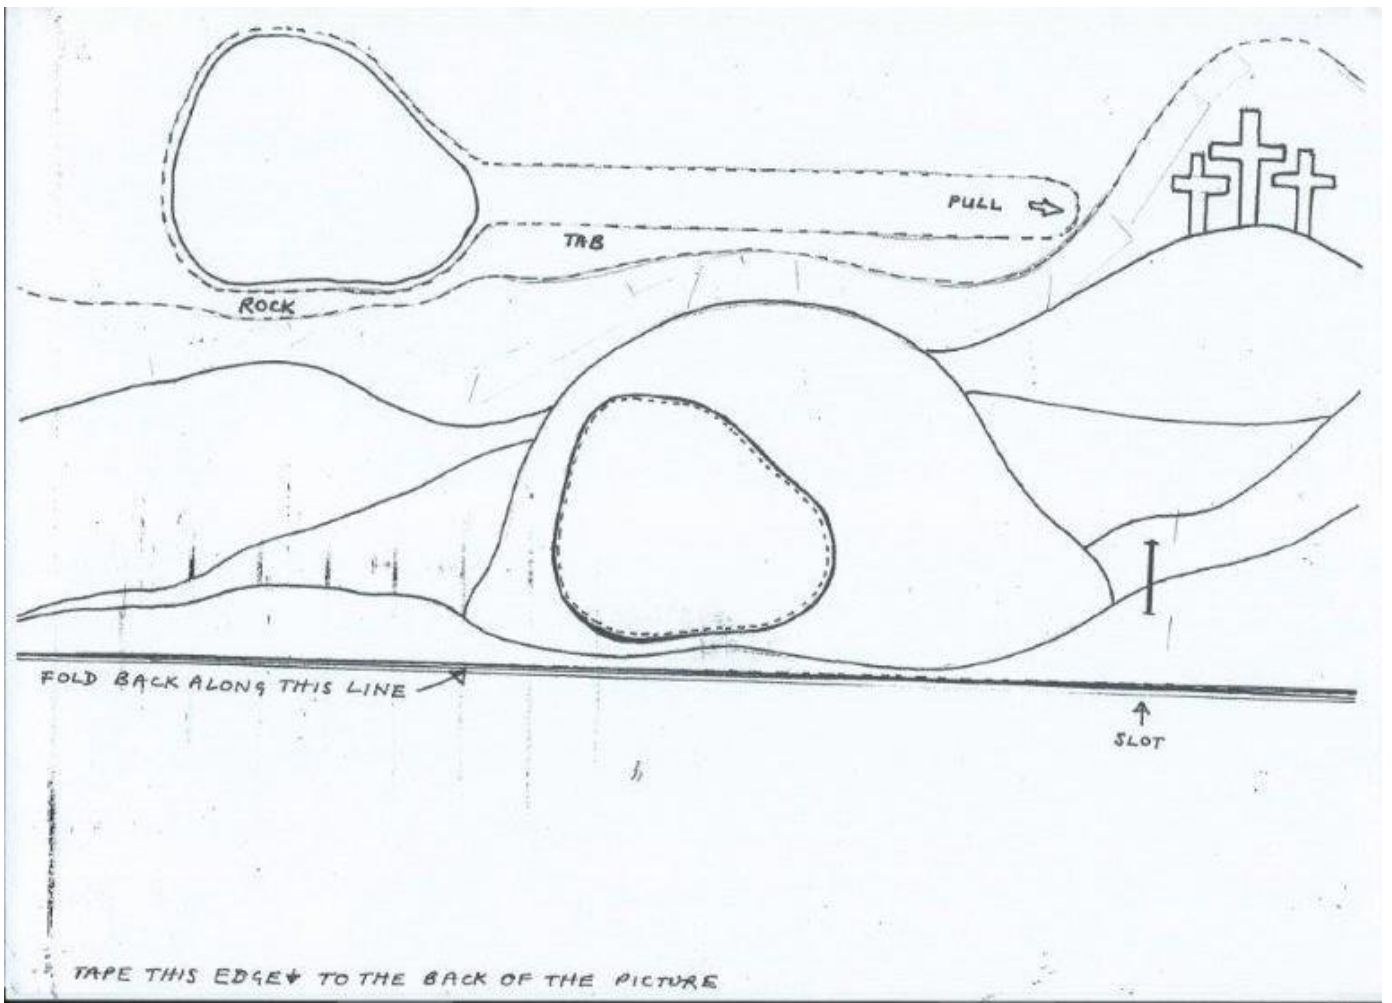 PULL
TAB
ROCK
FOLD BACK ALONG THIS LINE
SLOT
TAPE THIS EDGE TO THE BACK OF THE PICTURE